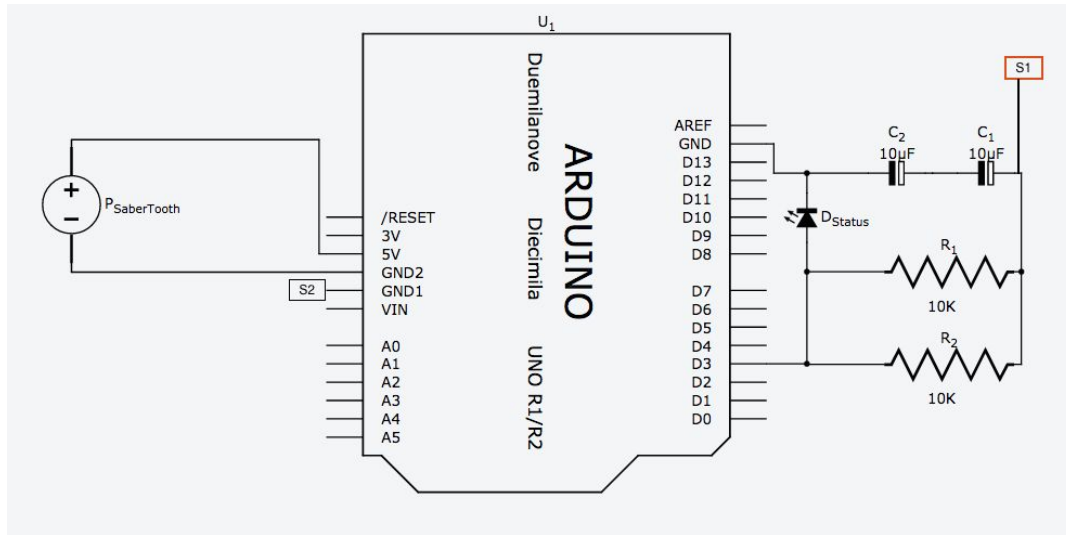 U1
Duemilanove
Diecimila
UNO R1/R2
ARDUINO
PSaberTooth
/RESET
3V
5V
GND2
S2
GND1
VIN
A0
A1
A2
A3
A4
A5
AREF
GND
D13
D12
D11
D10
D9
D8
D7
D6
D5
D4
D3
D2
D1
D0
S1
C2
10µF
C1
10µF
DStatus
R1
10K
R2
10K